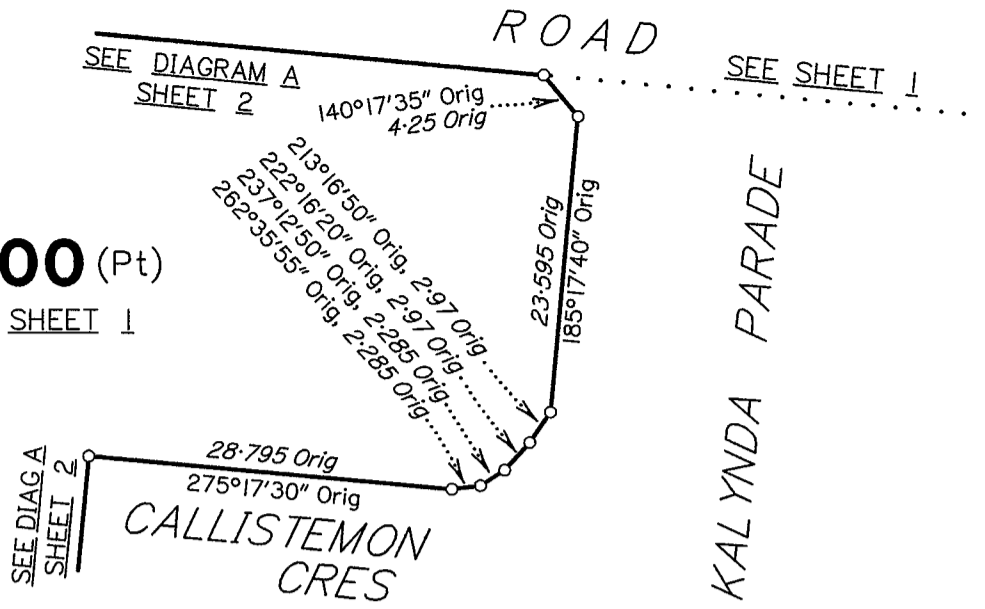 ROAD
SEE DIAGRAM A
SHEET 2
SEE SHEET 1
140°17'35" Orig
4·25 Orig
213°16'50" Orig, 2·97 Orig
222°16'20" Orig, 2·97 Orig
237°12'50" Orig, 2·285 Orig
262°35'55" Orig, 2·285 Orig
23·595 Orig
185°17'40" Orig
KALYNDA PARADE
00 (Pt)
SHEET 1
28·795 Orig
275°17'30" Orig
SEE DIAG A
SHEET 2
CALLISTEMON
CRES